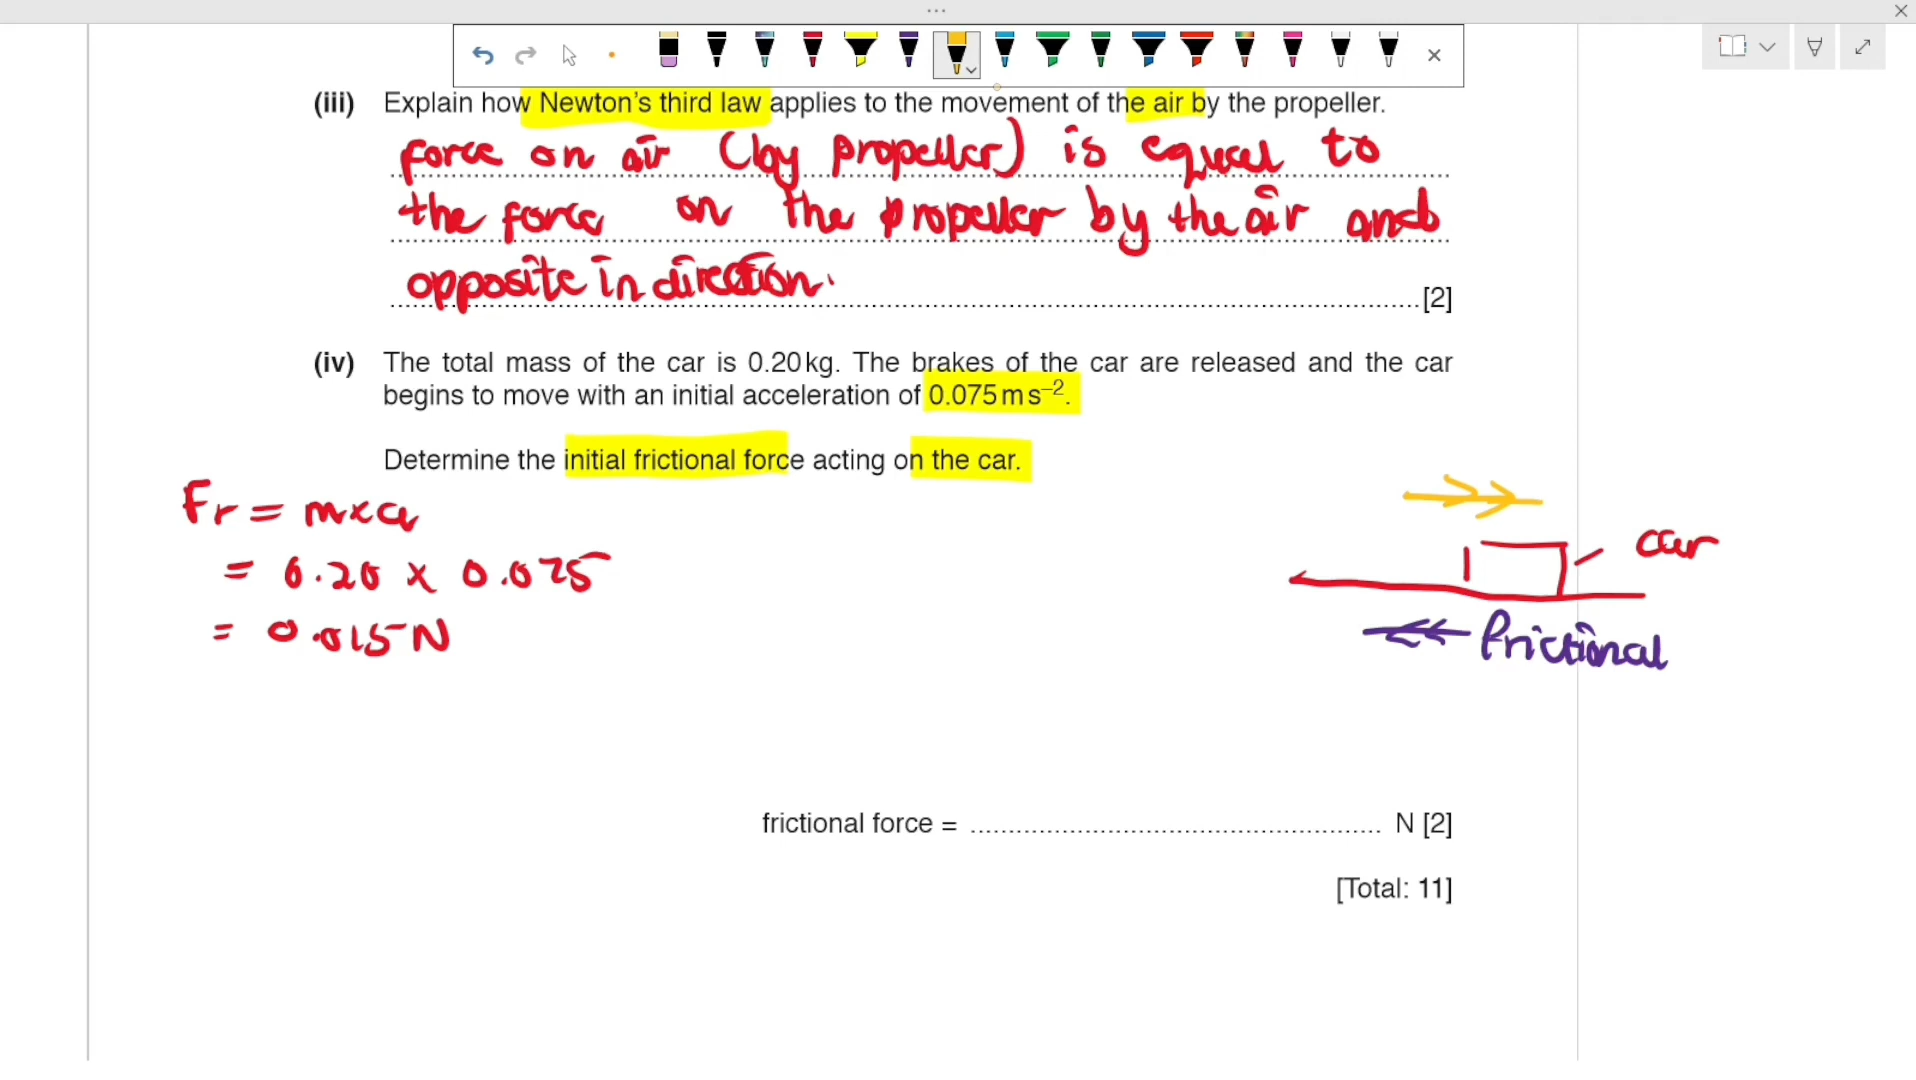 (iii) Explain how Newton's third law applies to the movement of the air by the propeller.
force on air (by propeller) is equal to
the force on the propeller by the air and
opposite in direction.
[2]
(iv) The total mass of the car is 0.20 kg. The brakes of the car are released and the car
begins to move with an initial acceleration of 0.075 m s⁻².
Determine the initial frictional force acting on the car.
Fr = m×a
= 0.20 × 0.075
= 0.015 N
car
frictional
frictional force = ...................................................... N [2]
[Total: 11]